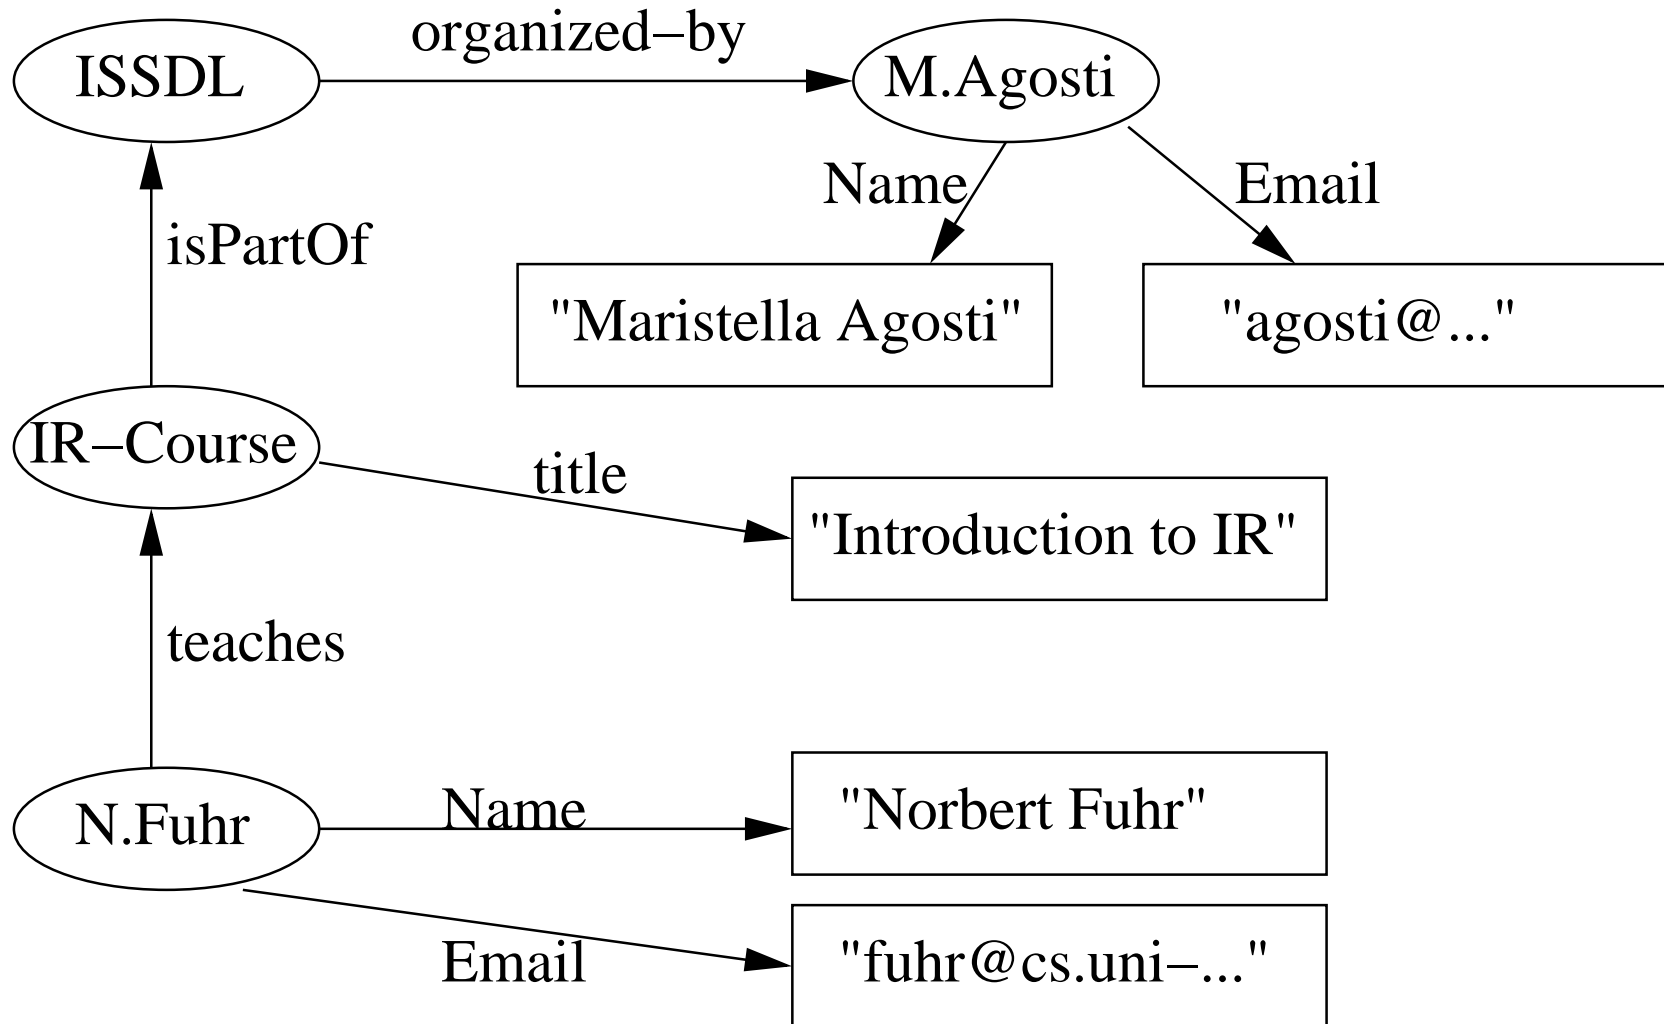 organized–by
ISSDL
M.Agosti
Name
Email
isPartOf
"Maristella Agosti"
"agosti@..."
IR–Course
title
"Introduction to IR"
teaches
N.Fuhr
Name
"Norbert Fuhr"
Email
"fuhr@cs.uni–..."